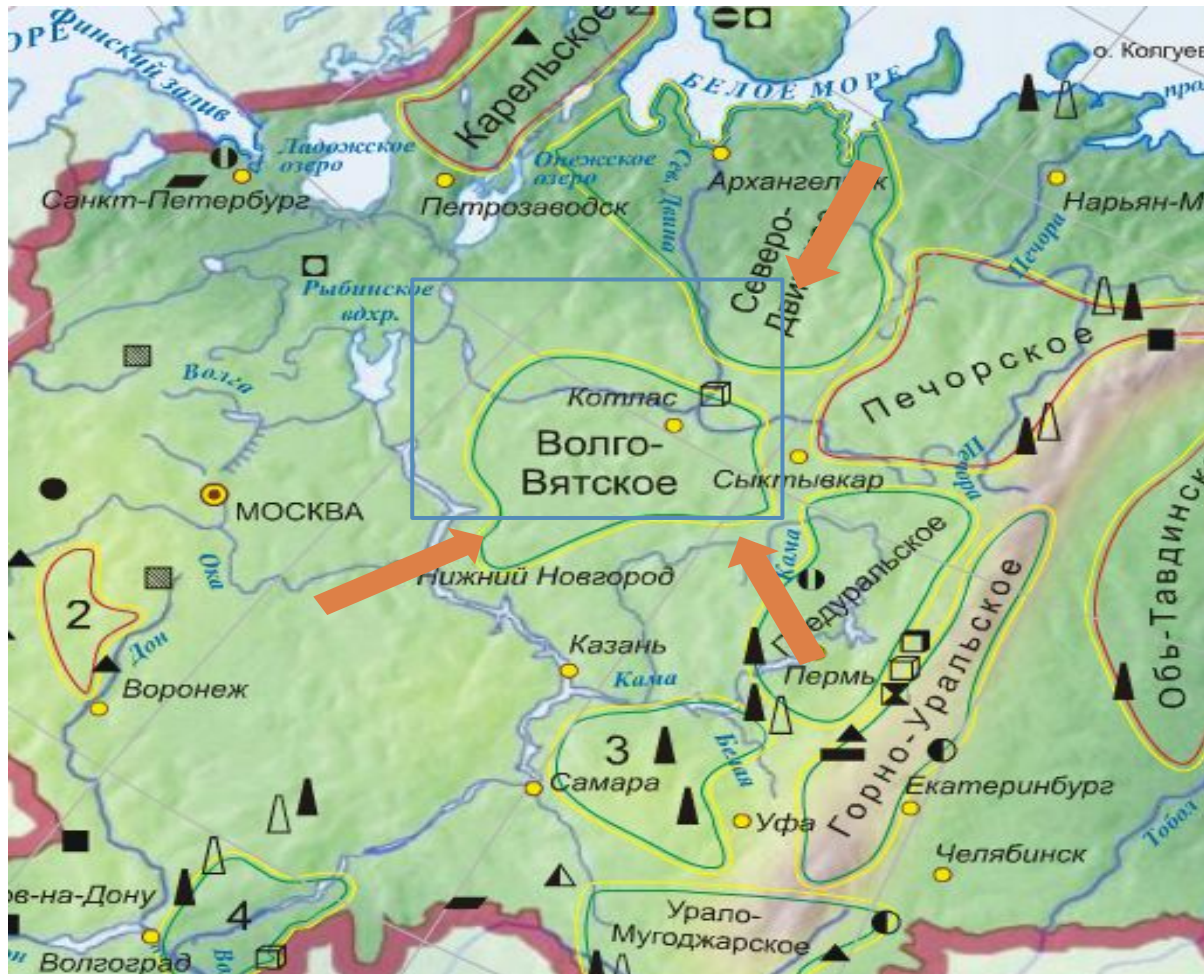 ОРЕ
Финский залив
Карельское
БЕЛОЕ МОРЕ
о. Колгуев
Ладожское
озеро
Онежское
озеро
Сев. Двина
Архангельск
Санкт-Петербург
Петрозаводск
Нарьян-М
Печора
Северо-
Рыбинское
вдхр.
Печорское
Волга
Котлас
Волго-
Вятское
Сыктывкар
Печора
МОСКВА
Ока
Нижний Новгород
Кама
Обь-Тавдинск
2
Дон
Воронеж
Казань
Кама
Пермь
Горно-Уральское
3
Белая
Самара
Уфа
Екатеринбург
Тобол
Челябинск
ов-на-Дону
4
Урало-
Мугоджарское
Волгоград
Во
он